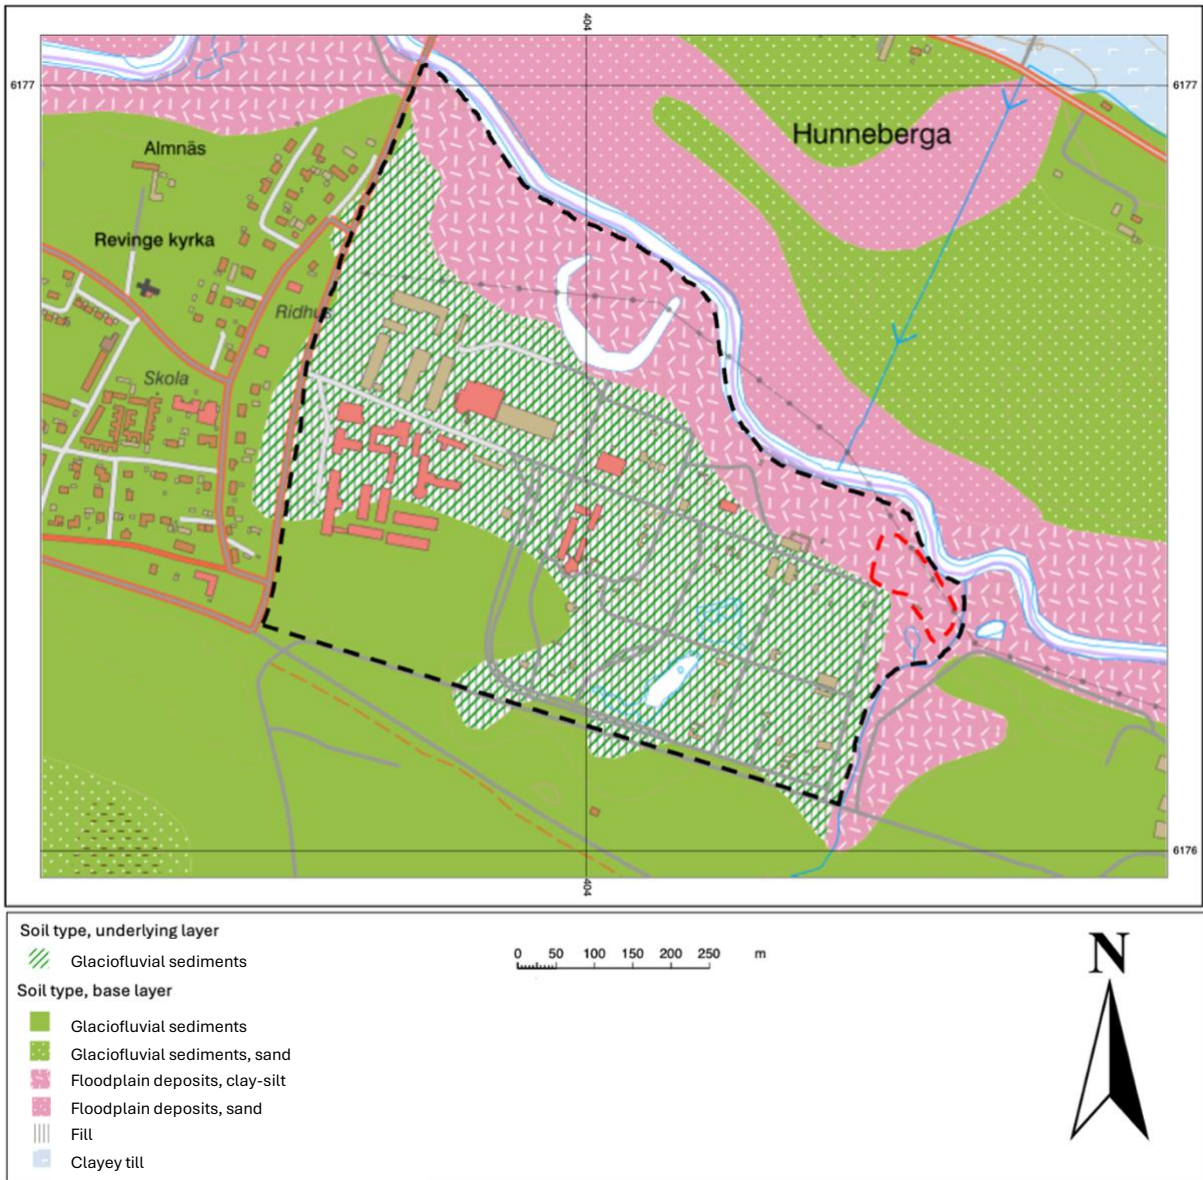 404
6177
6177
Almnäs
Hunneberga
Revinge kyrka
Ridhus
Skola
6176
404
Soil type, underlying layer
Glaciofluvial sediments
0 50 100 150 200 250 m
N
Soil type, base layer
Glaciofluvial sediments
Glaciofluvial sediments, sand
Floodplain deposits, clay-silt
Floodplain deposits, sand
Fill
Clayey till